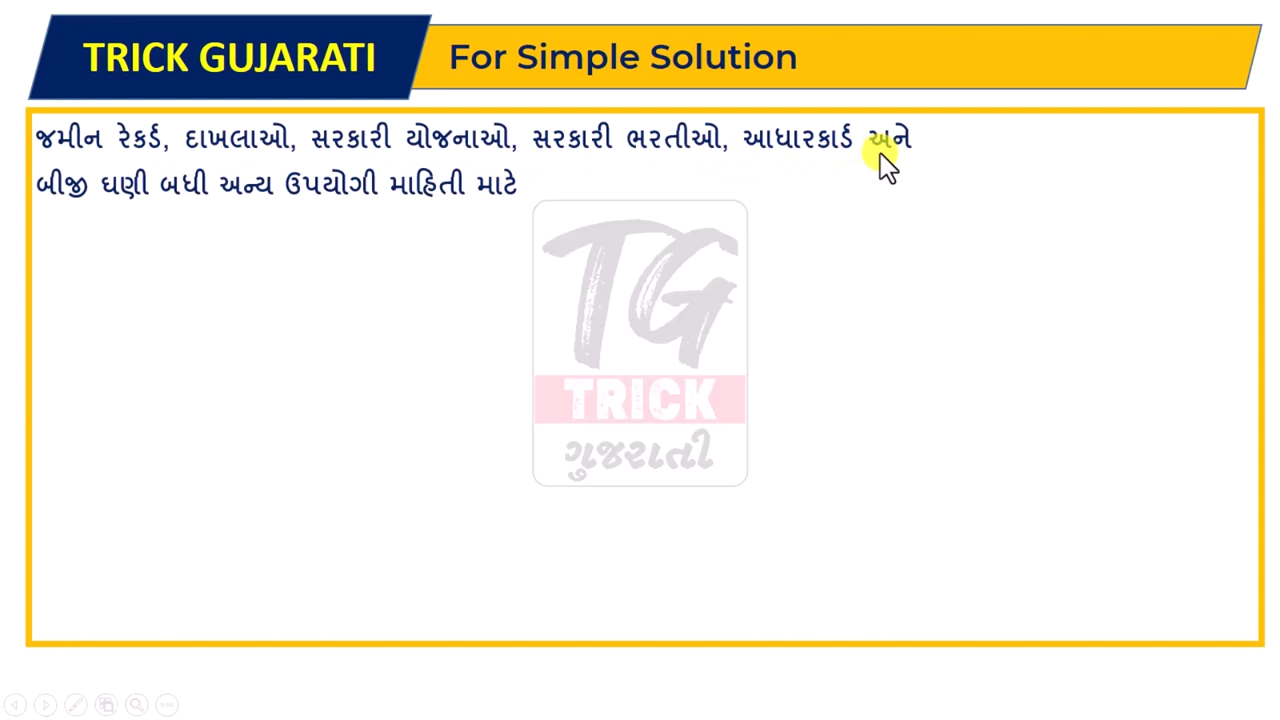 TRICK GUJARATI For Simple Solution
જમીન રેકર્ડ, દાખલાઓ, સરકારી યોજનાઓ, સરકારી ભરતીઓ, આધારકાર્ડ અને
બીજી ઘણી બધી અન્ય ઉપયોગી માહિતી માટે
TG
TRICK
ગુજરાતી